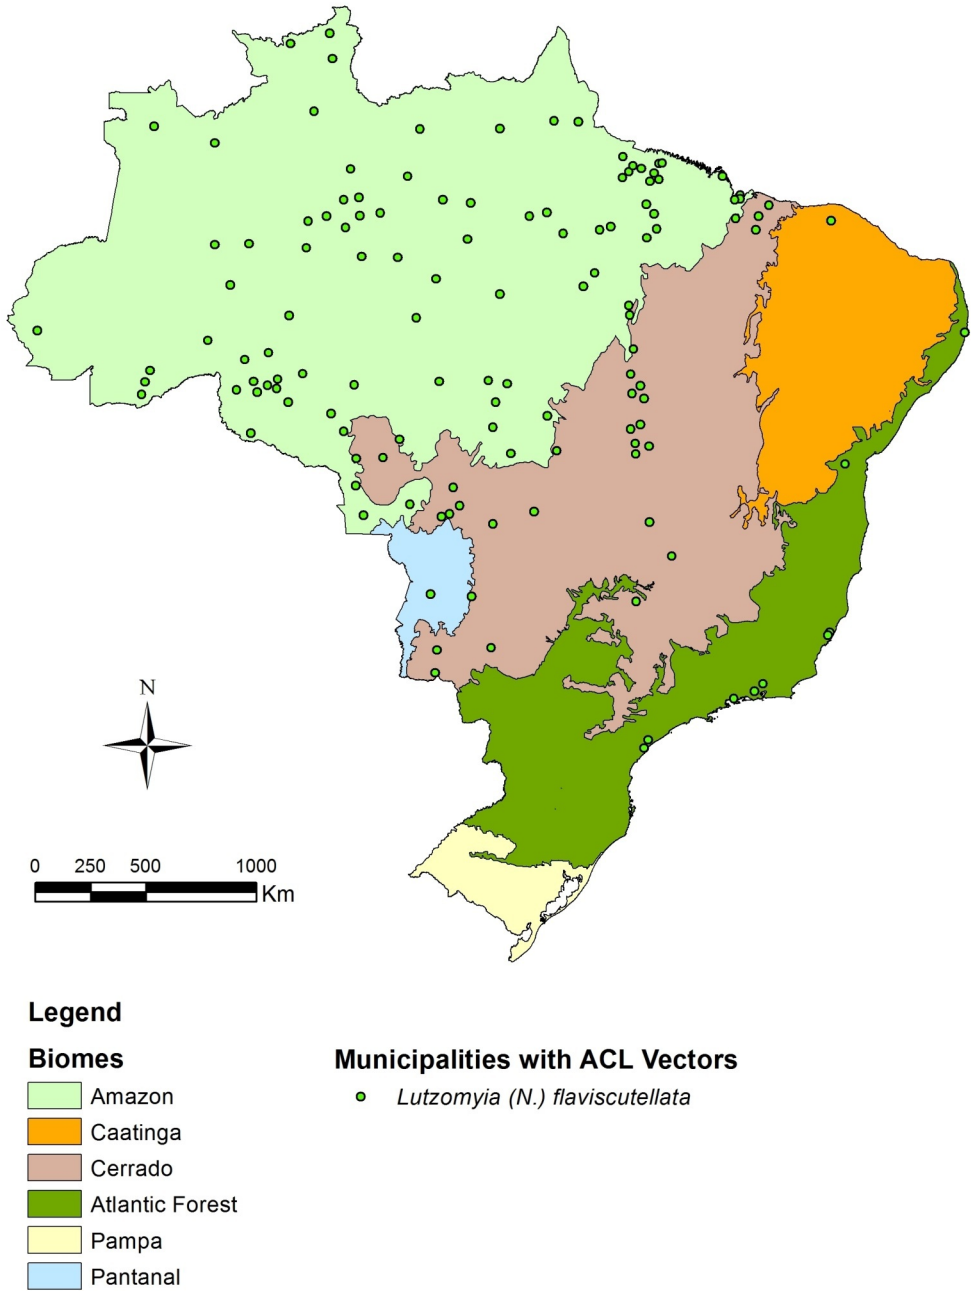 N
0 250 500 1000
Km
Legend
Biomes
Amazon
Caatinga
Cerrado
Atlantic Forest
Pampa
Pantanal
Municipalities with ACL Vectors
Lutzomyia (N.) flaviscutellata